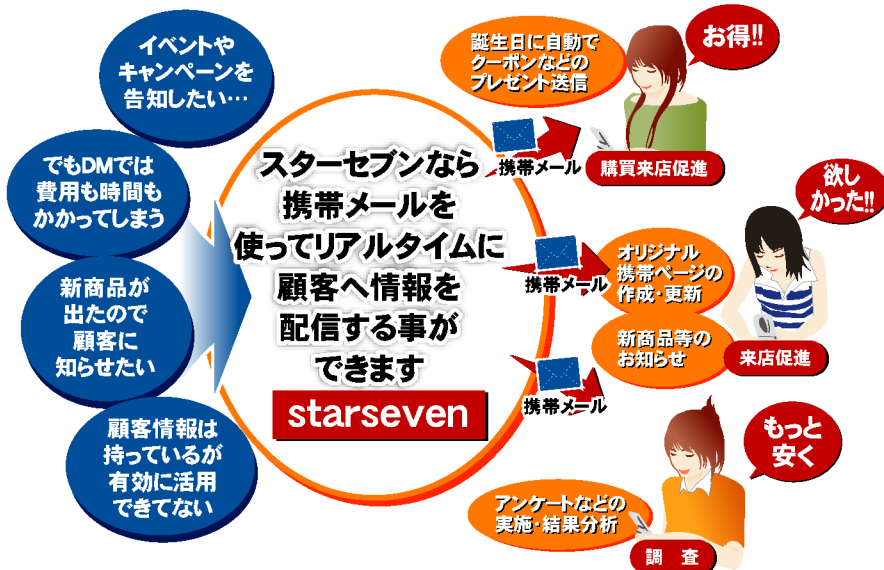 イベントや
キャンペーンを
告知したい…
でもDMでは
費用も時間も
かかってしまう
新商品が
出たので
顧客に
知らせたい
顧客情報は
持っているが
有効に活用
できてない
スターセブンなら
携帯メールを
使ってリアルタイムに
顧客へ情報を
配信する事が
できます
starseven
携帯メール
誕生日に自動で
クーポンなどの
プレゼント送信
お得!!
購買来店促進
携帯メール
オリジナル
携帯ページの
作成・更新
新商品等の
お知らせ
欲し
かった!!
来店促進
携帯メール
アンケートなどの
実施・結果分析
もっと
安く
調 査